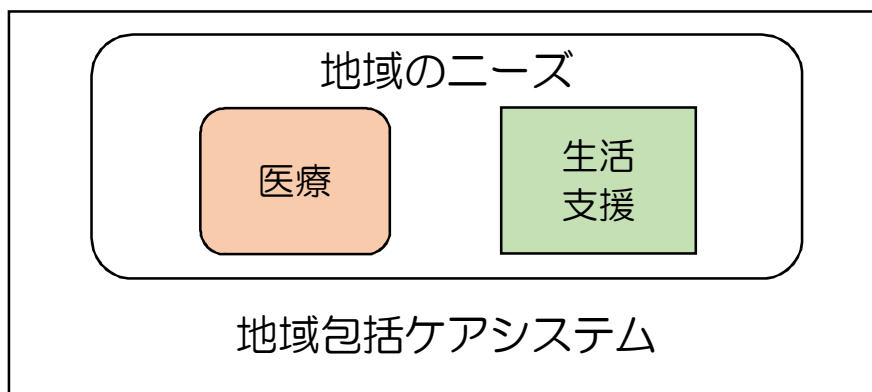 地域のニーズ
医療
生活
支援
地域包括ケアシステム